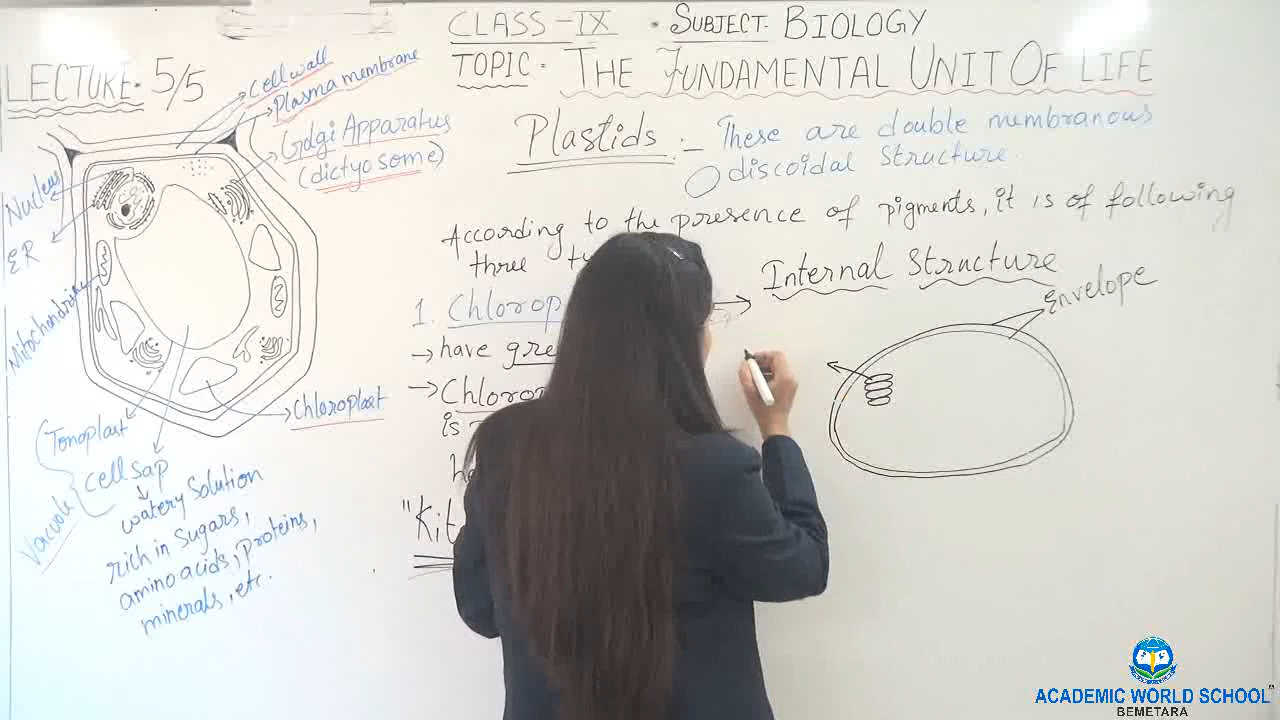 CLASS - IX • SUBJECT. BIOLOGY
TOPIC. THE FUNDAMENTAL UNIT OF LIFE
LECTURE. 5/5
Cell wall
Plasma membrane
Golgi Apparatus
(dictyosome)
Nucleus
ER
Mitochondria
Chloroplast
Tonoplast
Cell sap
Vacuole
watery solution
rich in sugars,
amino acids, proteins,
minerals, etc.
Plastids :- These are double membranous
discoidal structure.
According to the presence of pigments, it is of following
three
1. Chlorop
→ Internal Structure
Envelope
→ have gre
→ Chloro
is
"Kit
ACADEMIC WORLD SCHOOL
BEMETARA